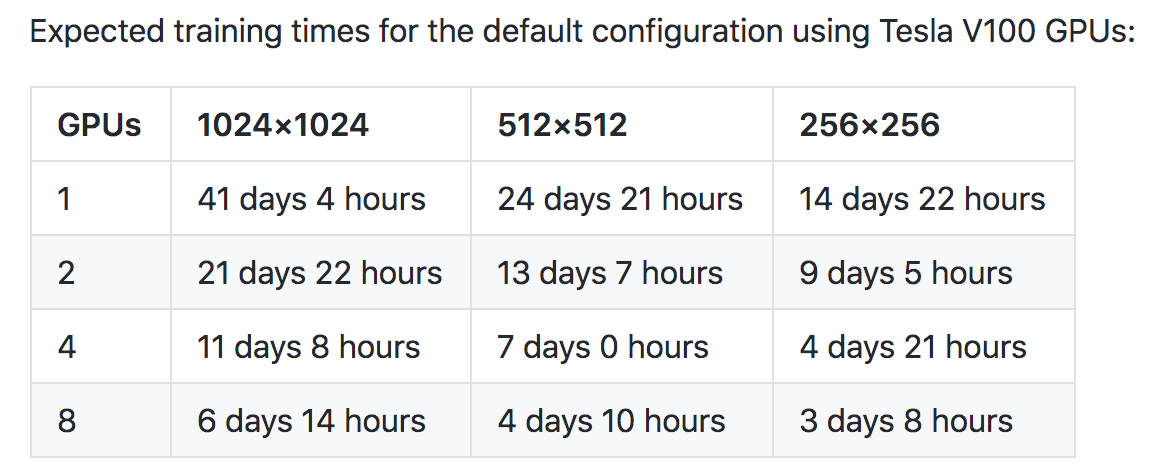 Expected training times for the default configuration using Tesla V100 GPUs:
GPUs 1024×1024 512×512 256×256
1 41 days 4 hours 24 days 21 hours 14 days 22 hours
2 21 days 22 hours 13 days 7 hours 9 days 5 hours
4 11 days 8 hours 7 days 0 hours 4 days 21 hours
8 6 days 14 hours 4 days 10 hours 3 days 8 hours